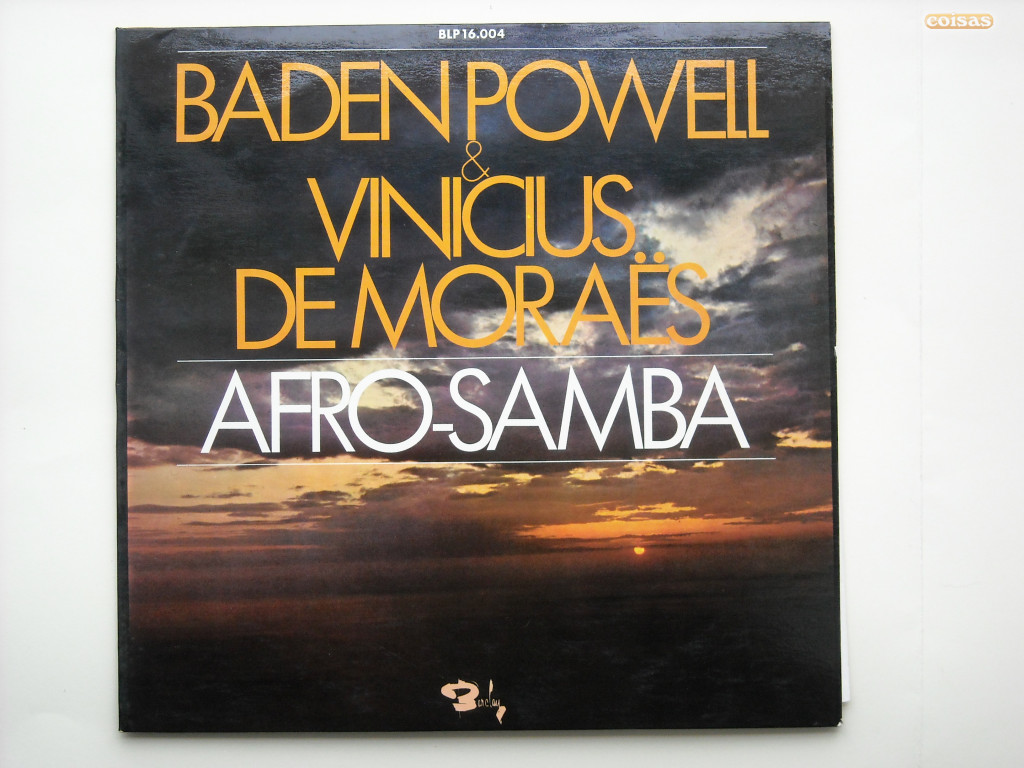 coisas
BLP 16.004
BADEN POWELL
&
VINICIUS
DE MORAËS
AFRO-SAMBA
Barclay